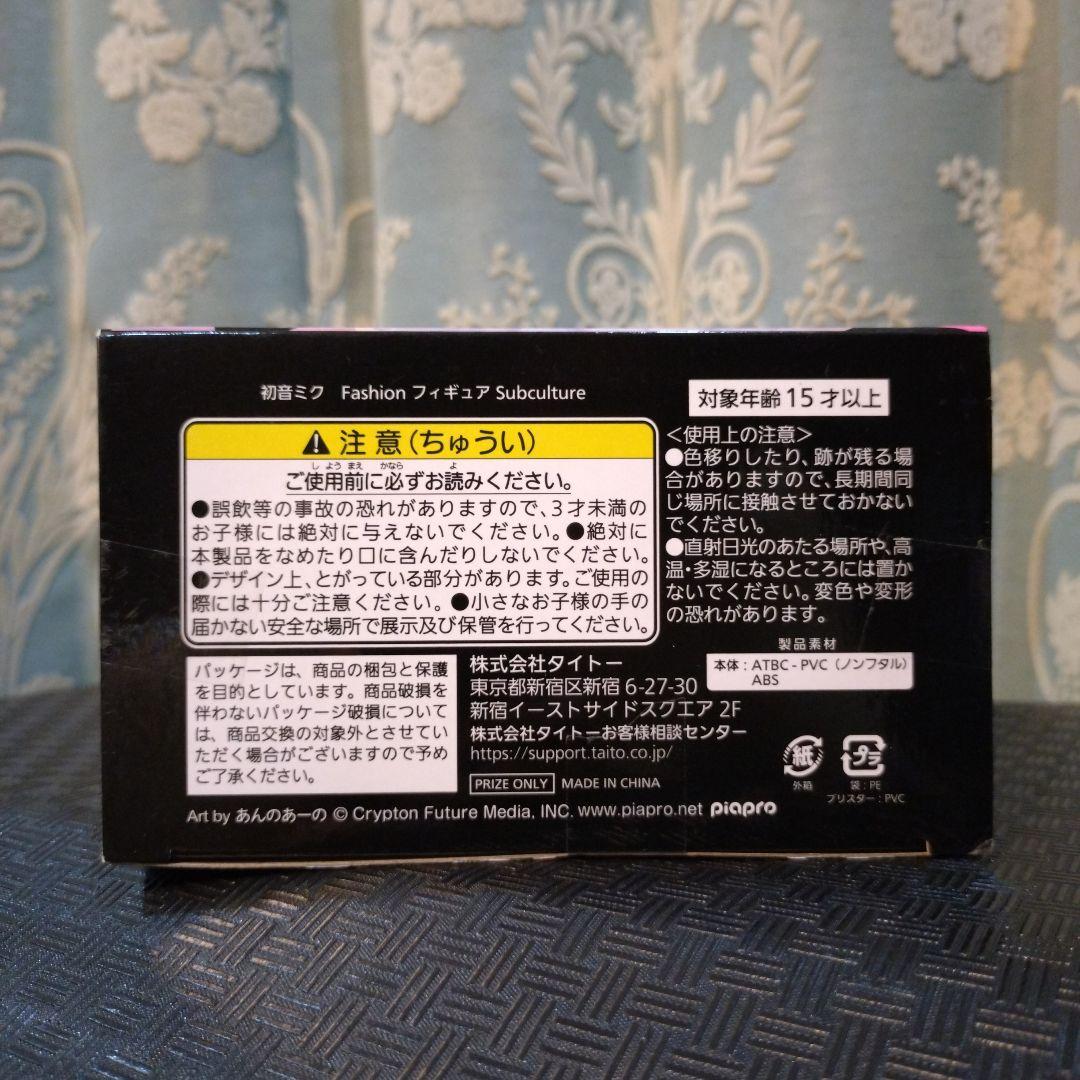 初音ミク Fashion フィギュア Subculture
対象年齢 15 才以上
注 意 (ちゅうい)
しようまえ かなら よ
ご使用前に必ずお読みください。
●誤飲等の事故の恐れがありますので、3才未満の
お子様には絶対に与えないでください。●絶対に
本製品をなめたり口に含んだりしないでください。
●デザイン上、とがっている部分があります。ご使用の
際には十分ご注意ください。●小さなお子様の手の
届かない安全な場所で展示及び保管を行ってください。
＜使用上の注意＞
●色移りしたり、跡が残る場
合がありますので、長期間同
じ場所に接触させておかない
でください。
●直射日光のあたる場所や、高
温・多湿になるところには置か
ないでください。変色や変形
の恐れがあります。
製品素材
本体：ATBC - PVC（ノンフタル）
ABS
パッケージは、商品の梱包と保護
を目的としています。商品破損を
伴わないパッケージ破損について
は、商品交換の対象外とさせてい
ただく場合がございますので予め
ご了承ください。
株式会社タイトー
東京都新宿区新宿 6-27-30
新宿イーストサイドスクエア 2F
株式会社タイトーお客様相談センター
https://support.taito.co.jp/
PRIZE ONLY MADE IN CHINA
紙
外箱
プラ
袋：PE
ブリスター：PVC
Art by あんのあーの © Crypton Future Media, INC. www.piapro.net piapro